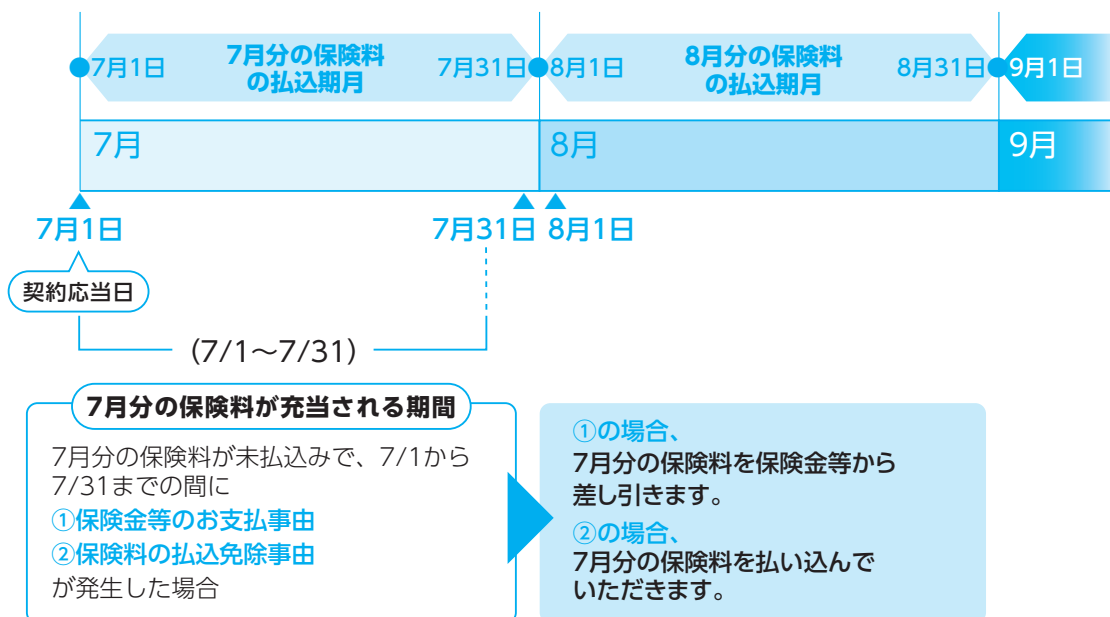 7月1日
7月分の保険料
の払込期月
7月31日
8月1日
8月分の保険料
の払込期月
8月31日
9月1日
7月
8月
9月
7月1日
7月31日
8月1日
契約応当日
(7/1〜7/31)
7月分の保険料が充当される期間
7月分の保険料が未払込みで、7/1から
7/31までの間に
①保険金等のお支払事由
②保険料の払込免除事由
が発生した場合
①の場合、
7月分の保険料を保険金等から
差し引きます。
②の場合、
7月分の保険料を払い込んで
いただきます。